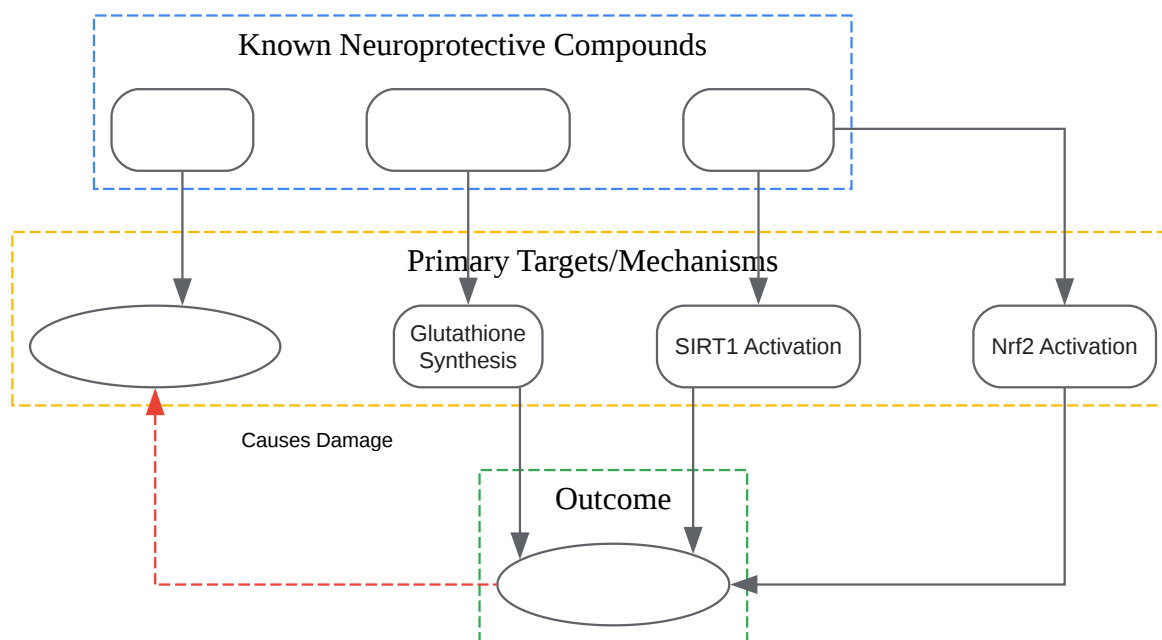 Known Neuroprotective Compounds
Primary Targets/Mechanisms
Glutathione
Synthesis
SIRT1 Activation
Nrf2 Activation
Causes Damage
Outcome